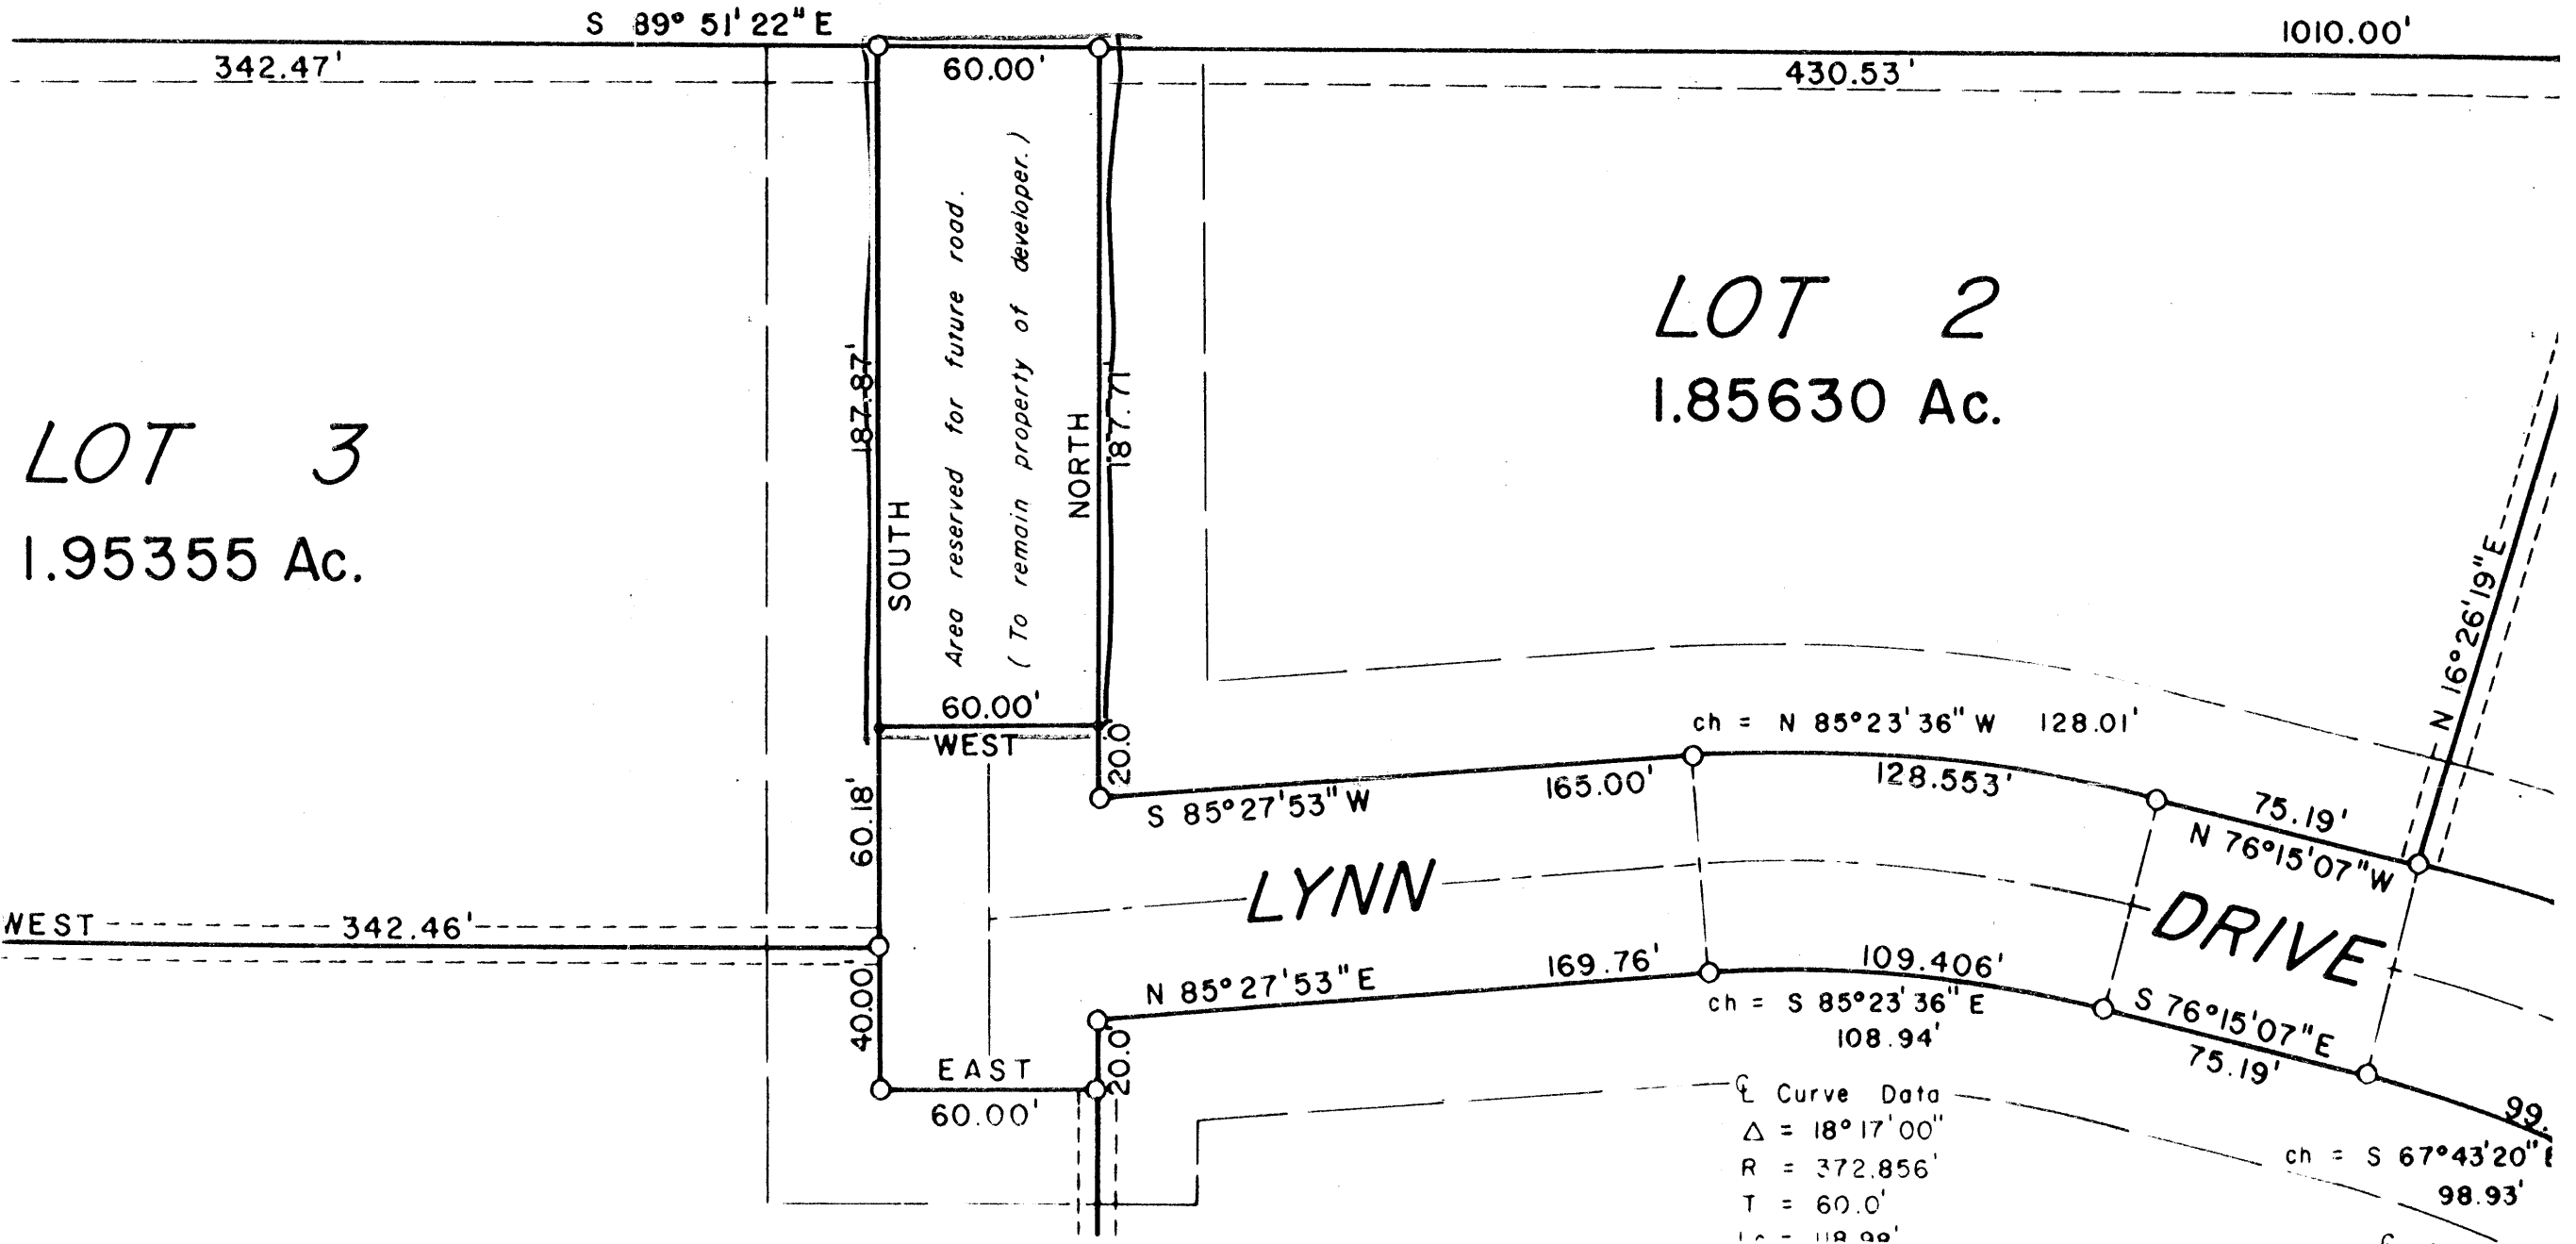 S 89° 51' 22" E
1010.00'
342.47'
60.00'
430.53'
Area reserved for future road.
(To remain property of developer.)
187.87'
SOUTH
NORTH
187.71
LOT 2
1.85630 Ac.
LOT 3
1.95355 Ac.
N 16° 26' 19" E
60.00'
WEST
20.0'
ch = N 85° 23' 36" W 128.01'
S 85° 27' 53" W
165.00'
128.553'
75.19'
N 76° 15' 07" W
60.18'
LYNN
DRIVE
WEST
342.46'
40.00'
N 85° 27' 53" E
169.76'
109.406'
ch = S 85° 23' 36" E
108.94'
S 76° 15' 07" E
75.19'
EAST
60.00'
20.0'
℄ Curve Data
Δ = 18° 17' 00"
R = 372.856'
T = 60.0'
Lc = 118.98'
99.
ch = S 67° 43' 20" E
98.93'